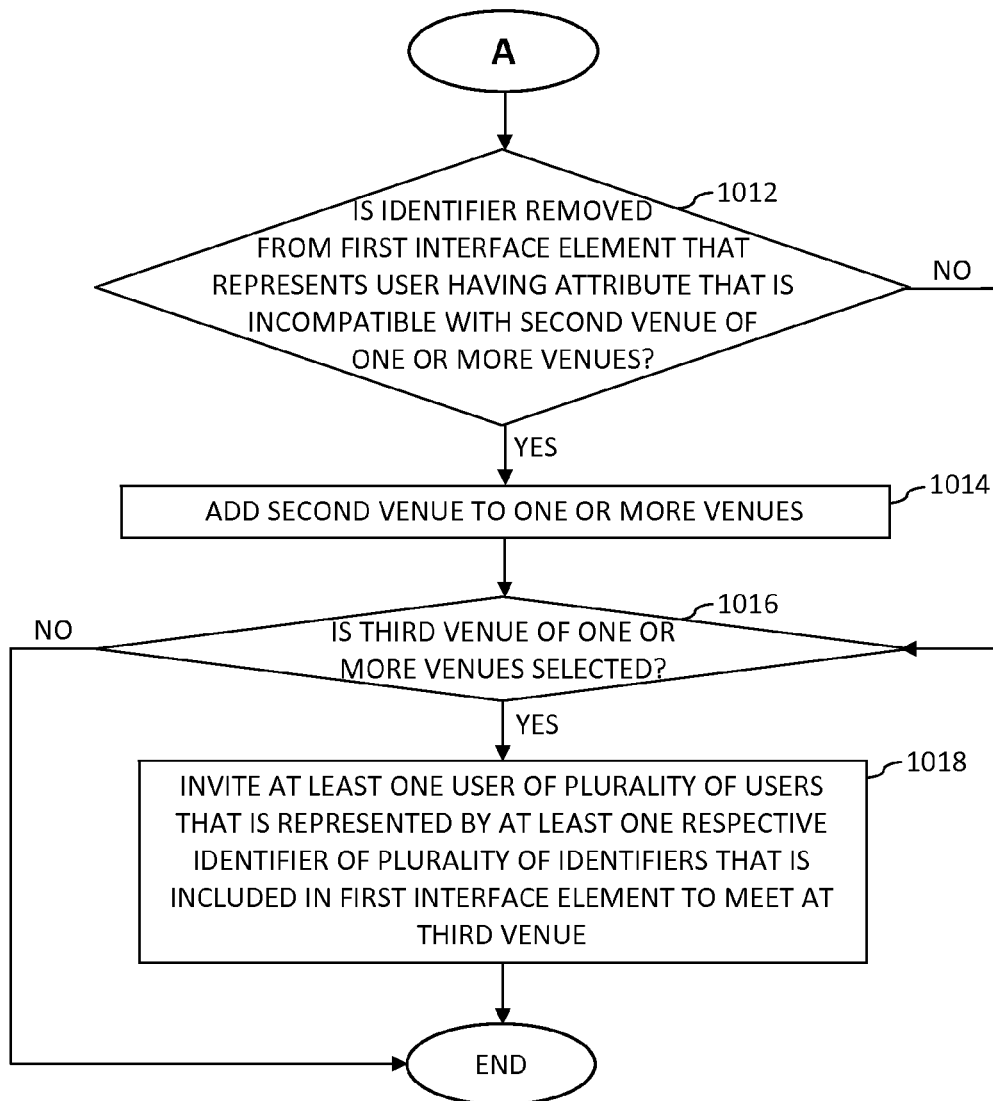 A
1012
IS IDENTIFIER REMOVED
FROM FIRST INTERFACE ELEMENT THAT
REPRESENTS USER HAVING ATTRIBUTE THAT IS
INCOMPATIBLE WITH SECOND VENUE OF
ONE OR MORE VENUES?
NO
YES
1014
ADD SECOND VENUE TO ONE OR MORE VENUES
1016
NO
IS THIRD VENUE OF ONE OR
MORE VENUES SELECTED?
YES
1018
INVITE AT LEAST ONE USER OF PLURALITY OF USERS
THAT IS REPRESENTED BY AT LEAST ONE RESPECTIVE
IDENTIFIER OF PLURALITY OF IDENTIFIERS THAT IS
INCLUDED IN FIRST INTERFACE ELEMENT TO MEET AT
THIRD VENUE
END